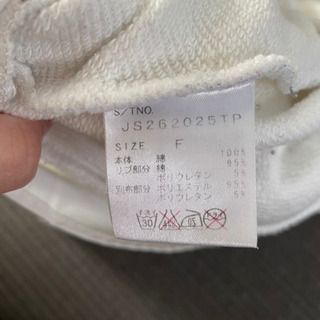 S/TNO.
JS262025TP
SIZE F
本体 綿 100%
リブ部分 綿 95%
ポリウレタン 5%
別布部分 ポリエステル 95%
ポリウレタン 5%